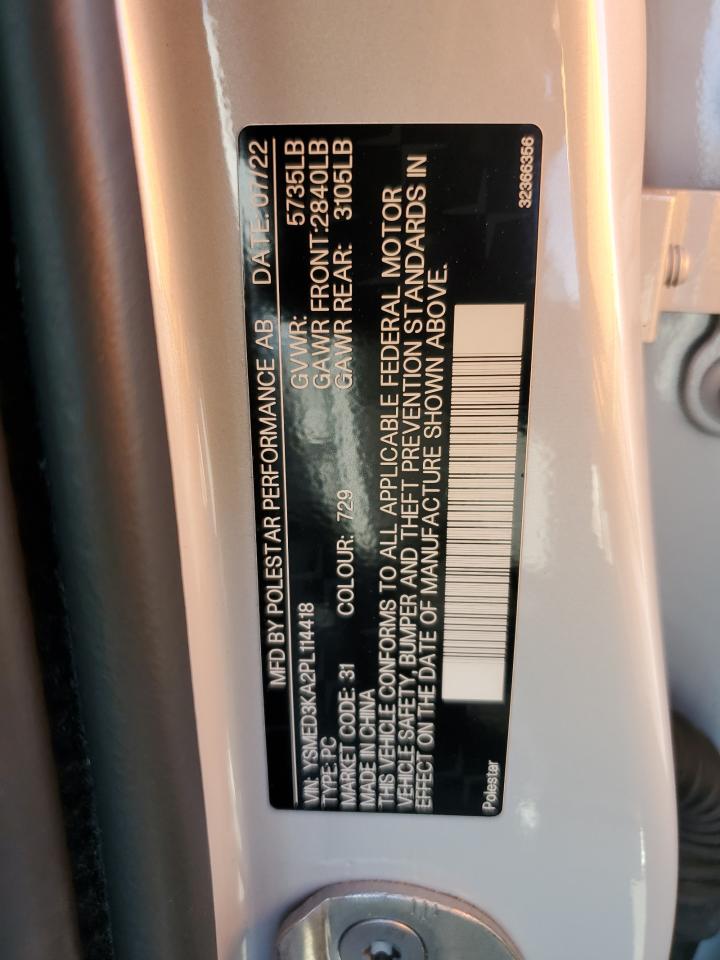 MFD BY POLESTAR PERFORMANCE AB DATE: 07/22
VIN: YSMED3KA2PL114418 GVWR: 5735LB
TYPE: PC GAWR FRONT: 2840LB
MARKET CODE: 31 COLOUR: 729 GAWR REAR: 3105LB
MADE IN CHINA
THIS VEHICLE CONFORMS TO ALL APPLICABLE FEDERAL MOTOR
VEHICLE SAFETY, BUMPER AND THEFT PREVENTION STANDARDS IN
EFFECT ON THE DATE OF MANUFACTURE SHOWN ABOVE.
Polestar 32366356